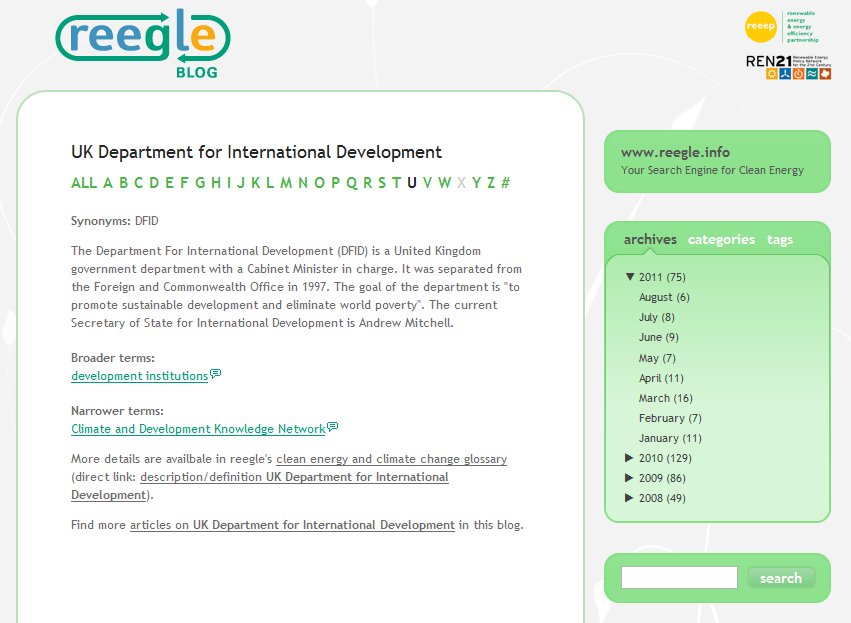 reegle
BLOG
reeep
renewable
energy
& energy
efficiency
partnership
REN21
Renewable Energy
Policy Network
for the 21st Century
UK Department for International Development
ALL A B C D E F G H I J K L M N O P Q R S T U V W X Y Z #
Synonyms: DFID
The Department For International Development (DFID) is a United Kingdom
government department with a Cabinet Minister in charge. It was separated from
the Foreign and Commonwealth Office in 1997. The goal of the department is "to
promote sustainable development and eliminate world poverty". The current
Secretary of State for International Development is Andrew Mitchell.
Broader terms:
development institutions
Narrower terms:
Climate and Development Knowledge Network
More details are availbale in reegle's clean energy and climate change glossary
(direct link: description/definition UK Department for International
Development).
Find more articles on UK Department for International Development in this blog.
www.reegle.info
Your Search Engine for Clean Energy
archives categories tags
▼ 2011 (75)
August (6)
July (8)
June (9)
May (7)
April (11)
March (16)
February (7)
January (11)
► 2010 (129)
► 2009 (86)
► 2008 (49)
search